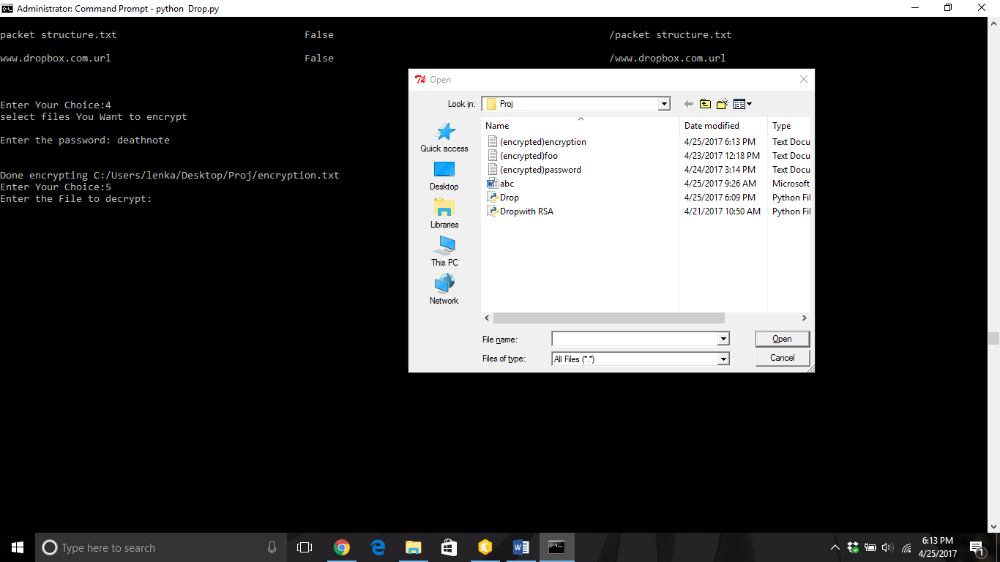 Administrator: Command Prompt - python Drop.py
packet structure.txt False /packet structure.txt
www.dropbox.com.url False /www.dropbox.com.url
Enter Your Choice:4
select files You Want to encrypt
Enter the password: deathnote
Done encrypting C:/Users/lenka/Desktop/Proj/encryption.txt
Enter Your Choice:5
Enter the File to decrypt:
Open
Look in: Proj
Quick access
Desktop
Libraries
This PC
Network
Name Date modified Type
(encrypted)encryption 4/25/2017 6:13 PM Text Docu
(encrypted)foo 4/23/2017 12:18 PM Text Docu
(encrypted)password 4/24/2017 3:14 PM Text Docu
abc 4/25/2017 9:26 AM Microsoft
Drop 4/25/2017 6:09 PM Python Fil
Dropwith RSA 4/21/2017 10:50 AM Python Fil
File name: Open
Files of type: All Files (*.*) Cancel
Type here to search
6:13 PM
4/25/2017
1